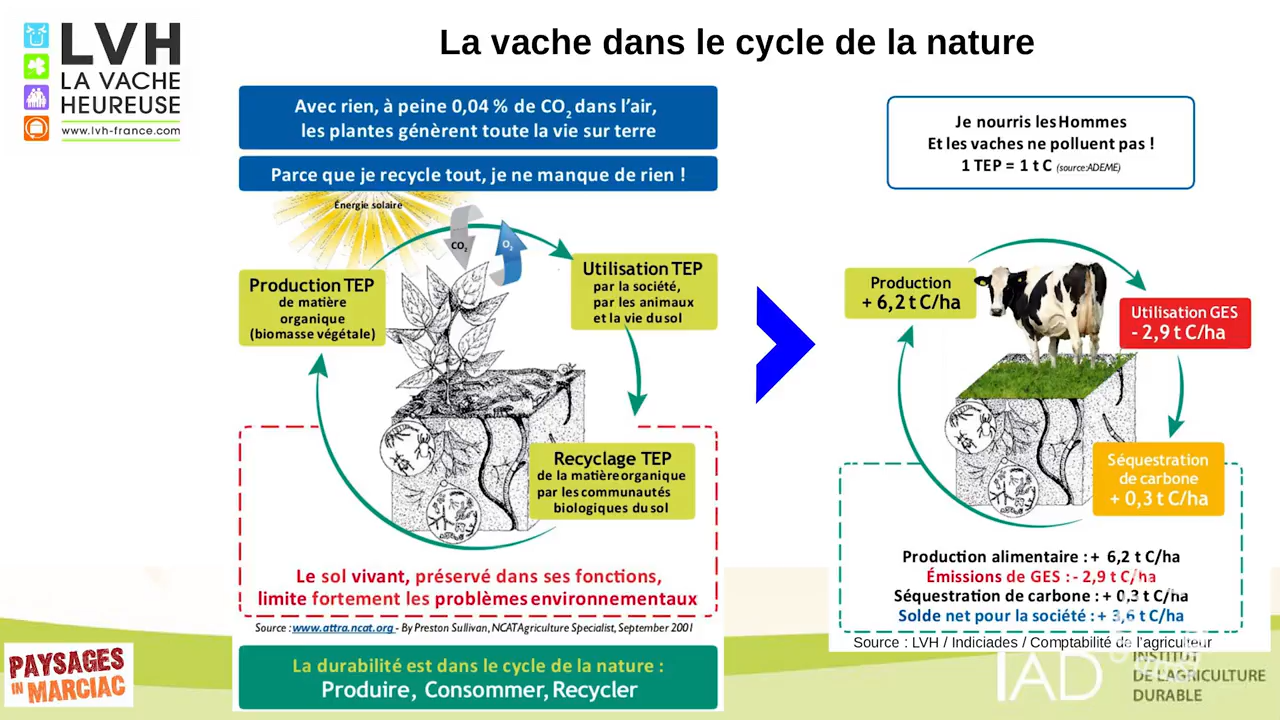 LVH
LA VACHE
HEUREUSE
www.lvh-france.com
La vache dans le cycle de la nature
Avec rien, à peine 0,04 % de CO2 dans l'air,
les plantes génèrent toute la vie sur terre
Parce que je recycle tout, je ne manque de rien !
Énergie solaire
CO2
O2
Production TEP
de matière
organique
(biomasse végétale)
Utilisation TEP
par la société,
par les animaux
et la vie du sol
Recyclage TEP
de la matière organique
par les communautés
biologiques du sol
Le sol vivant, préservé dans ses fonctions,
limite fortement les problèmes environnementaux
Source : www.attra.ncat.org - By Preston Sullivan, NCAT Agriculture Specialist, September 2001
La durabilité est dans le cycle de la nature :
Produire, Consommer, Recycler
Je nourris les Hommes
Et les vaches ne polluent pas !
1 TEP = 1 t C (source:ADEME)
Production
+ 6,2 t C/ha
Utilisation GES
- 2,9 t C/ha
Séquestration
de carbone
+ 0,3 t C/ha
Production alimentaire : + 6,2 t C/ha
Émissions de GES : - 2,9 t C/ha
Séquestration de carbone : + 0,3 t C/ha
Solde net pour la société : + 3,6 t C/ha
Source : LVH / Indiciades / Comptabilité de l'agriculteur
PAYSAGES
IN MARCIAC
IAD
INSTITUT
DE L'AGRICULTURE
DURABLE